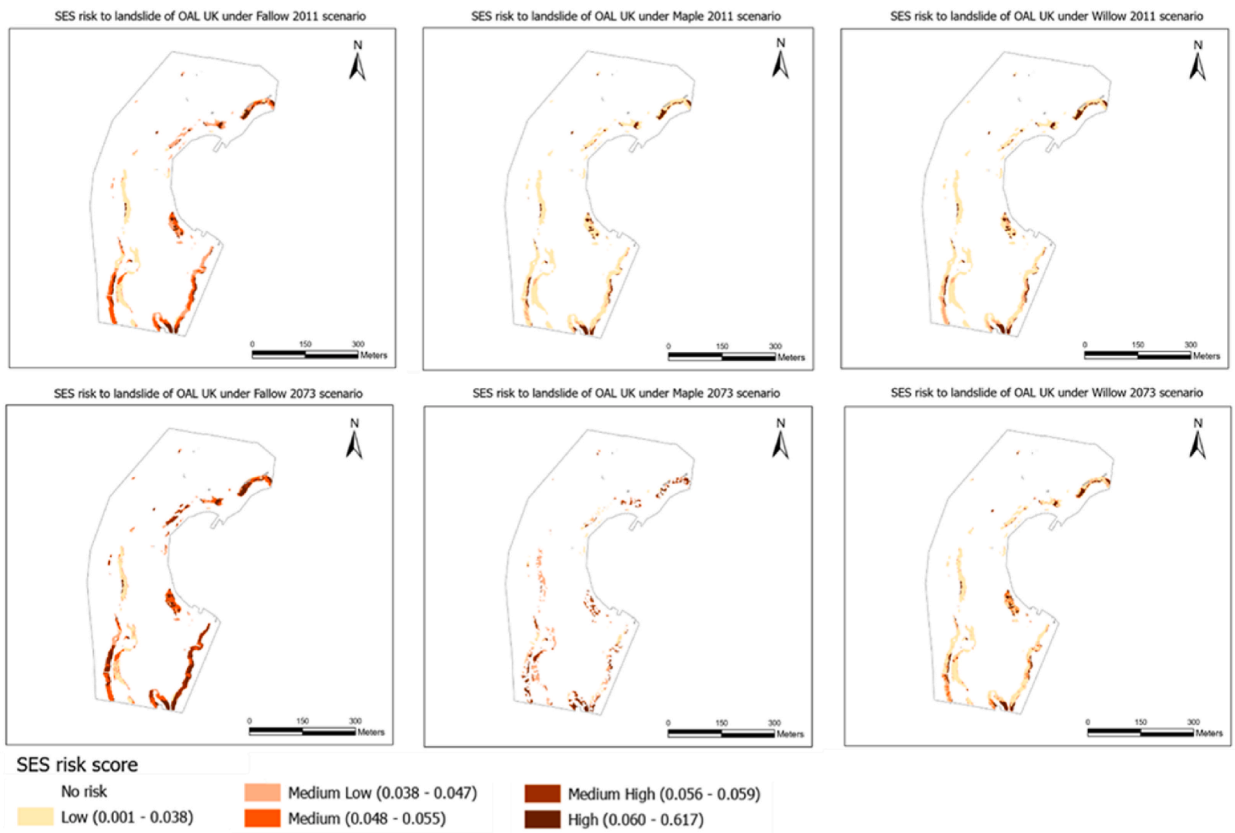 SES risk to landslide of OAL UK under Fallow 2011 scenario
N
0 150 300
Meters
SES risk to landslide of OAL UK under Maple 2011 scenario
N
0 150 300
Meters
SES risk to landslide of OAL UK under Willow 2011 scenario
N
0 150 300
Meters
SES risk to landslide of OAL UK under Fallow 2073 scenario
N
0 150 300
Meters
SES risk to landslide of OAL UK under Maple 2073 scenario
N
0 150 300
Meters
SES risk to landslide of OAL UK under Willow 2073 scenario
N
0 150 300
Meters
SES risk score
No risk
Low (0.001 - 0.038)
Medium Low (0.038 - 0.047)
Medium (0.048 - 0.055)
Medium High (0.056 - 0.059)
High (0.060 - 0.617)